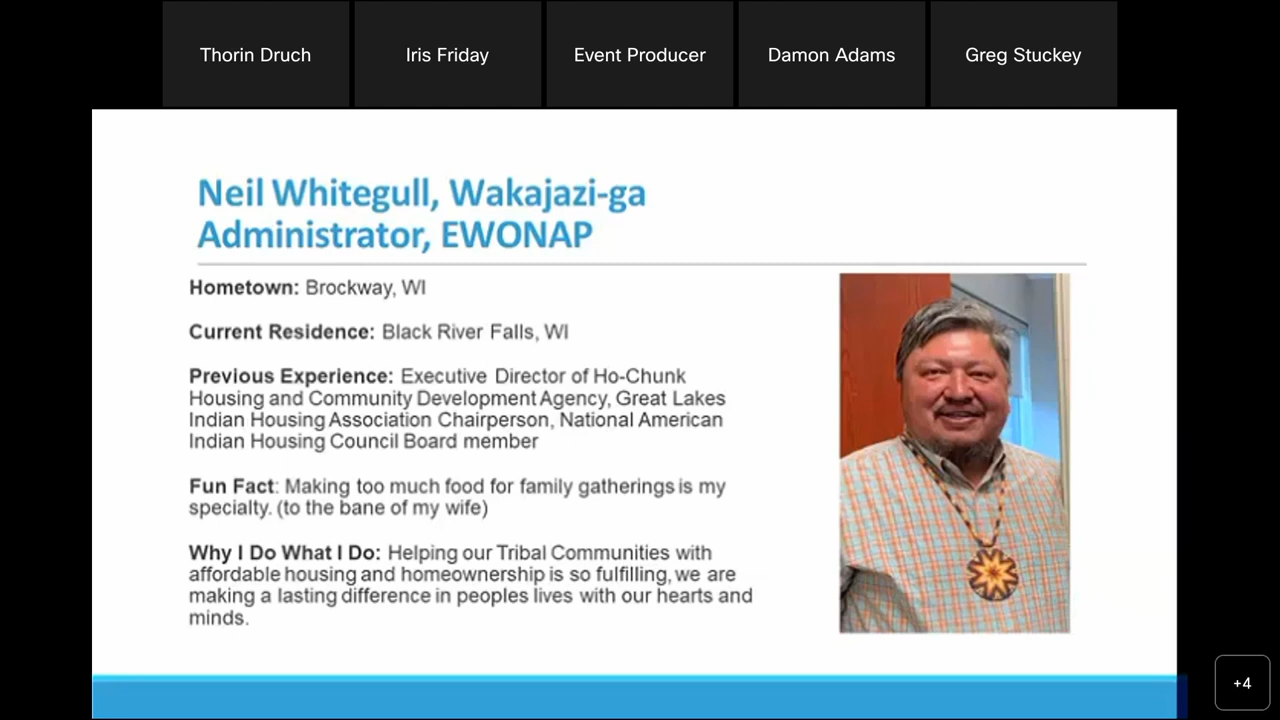 Thorin Druch
Iris Friday
Event Producer
Damon Adams
Greg Stuckey
Neil Whitegull, Wakajazi-ga
Administrator, EWONAP
Hometown: Brockway, WI
Current Residence: Black River Falls, WI
Previous Experience: Executive Director of Ho-Chunk
Housing and Community Development Agency, Great Lakes
Indian Housing Association Chairperson, National American
Indian Housing Council Board member
Fun Fact: Making too much food for family gatherings is my
specialty. (to the bane of my wife)
Why I Do What I Do: Helping our Tribal Communities with
affordable housing and homeownership is so fulfilling, we are
making a lasting difference in peoples lives with our hearts and
minds.
+4